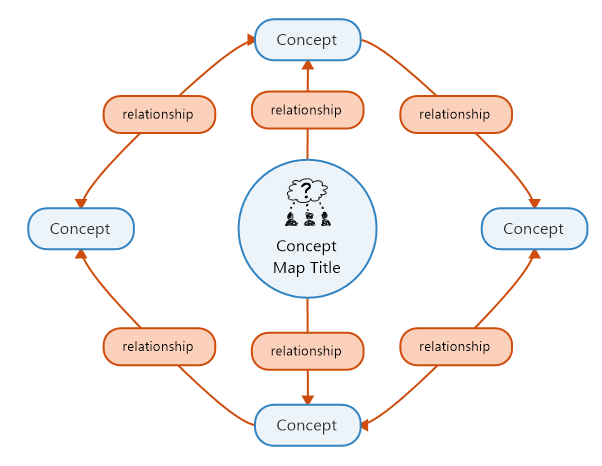 Concept
relationship
relationship
relationship
?
Concept
Concept
Map Title
Concept
relationship
relationship
relationship
Concept